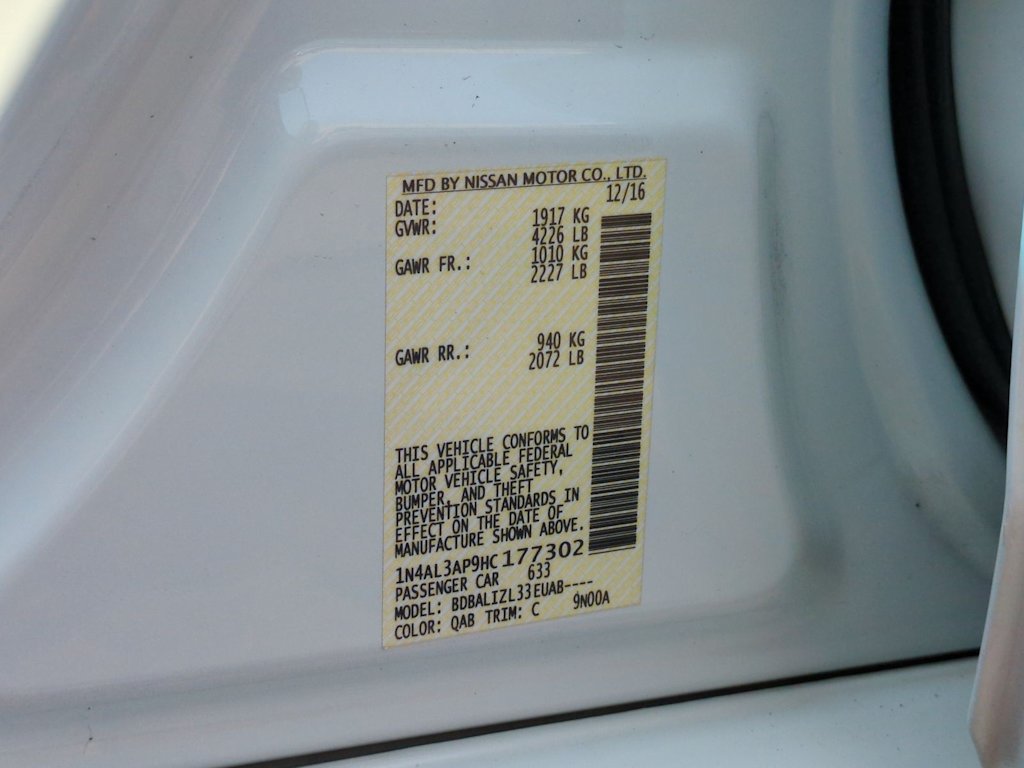 MFD BY NISSAN MOTOR CO., LTD.
DATE: 12/16
GVWR: 1917 KG
4226 LB
GAWR FR.: 1010 KG
2227 LB
GAWR RR.: 940 KG
2072 LB
THIS VEHICLE CONFORMS TO
ALL APPLICABLE FEDERAL
MOTOR VEHICLE SAFETY,
BUMPER, AND THEFT
PREVENTION STANDARDS IN
EFFECT ON THE DATE OF
MANUFACTURE SHOWN ABOVE.
1N4AL3AP9HC177302
PASSENGER CAR 633
MODEL: BDBALIZL33EUAB----
COLOR: QAB TRIM: C 9N00A